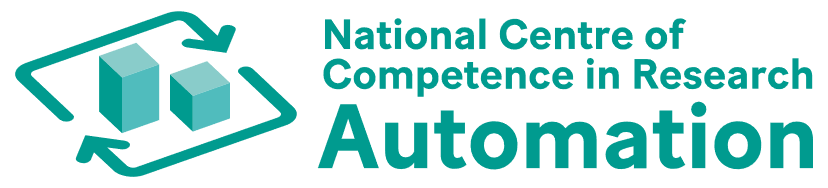 National Centre of
Competence in Research
Automation